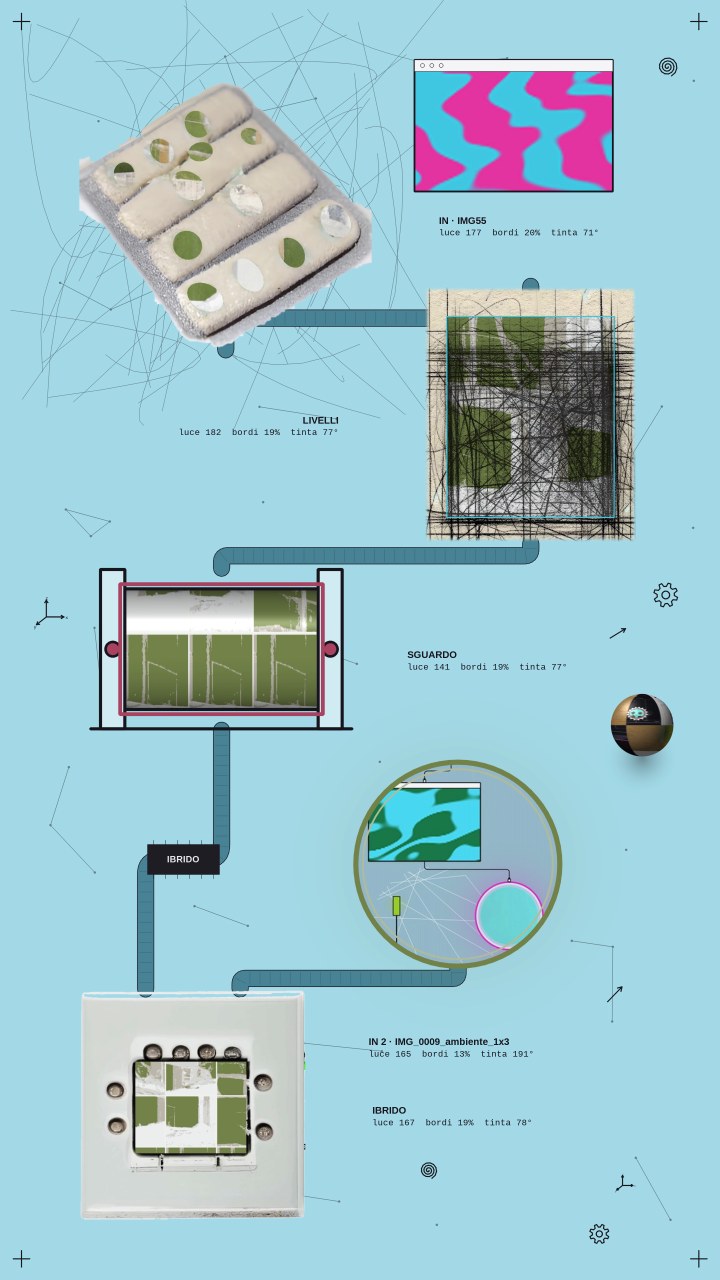 IN · IMG55
luce 177  bordi 20%  tinta 71°
LIVELLI
luce 182  bordi 19%  tinta 77°
SGUARDO
luce 141  bordi 19%  tinta 77°
IBRIDO
IN 2 · IMG_0009_ambiente_1x3
luce 165  bordi 13%  tinta 191°
IBRIDO
luce 167  bordi 19%  tinta 78°